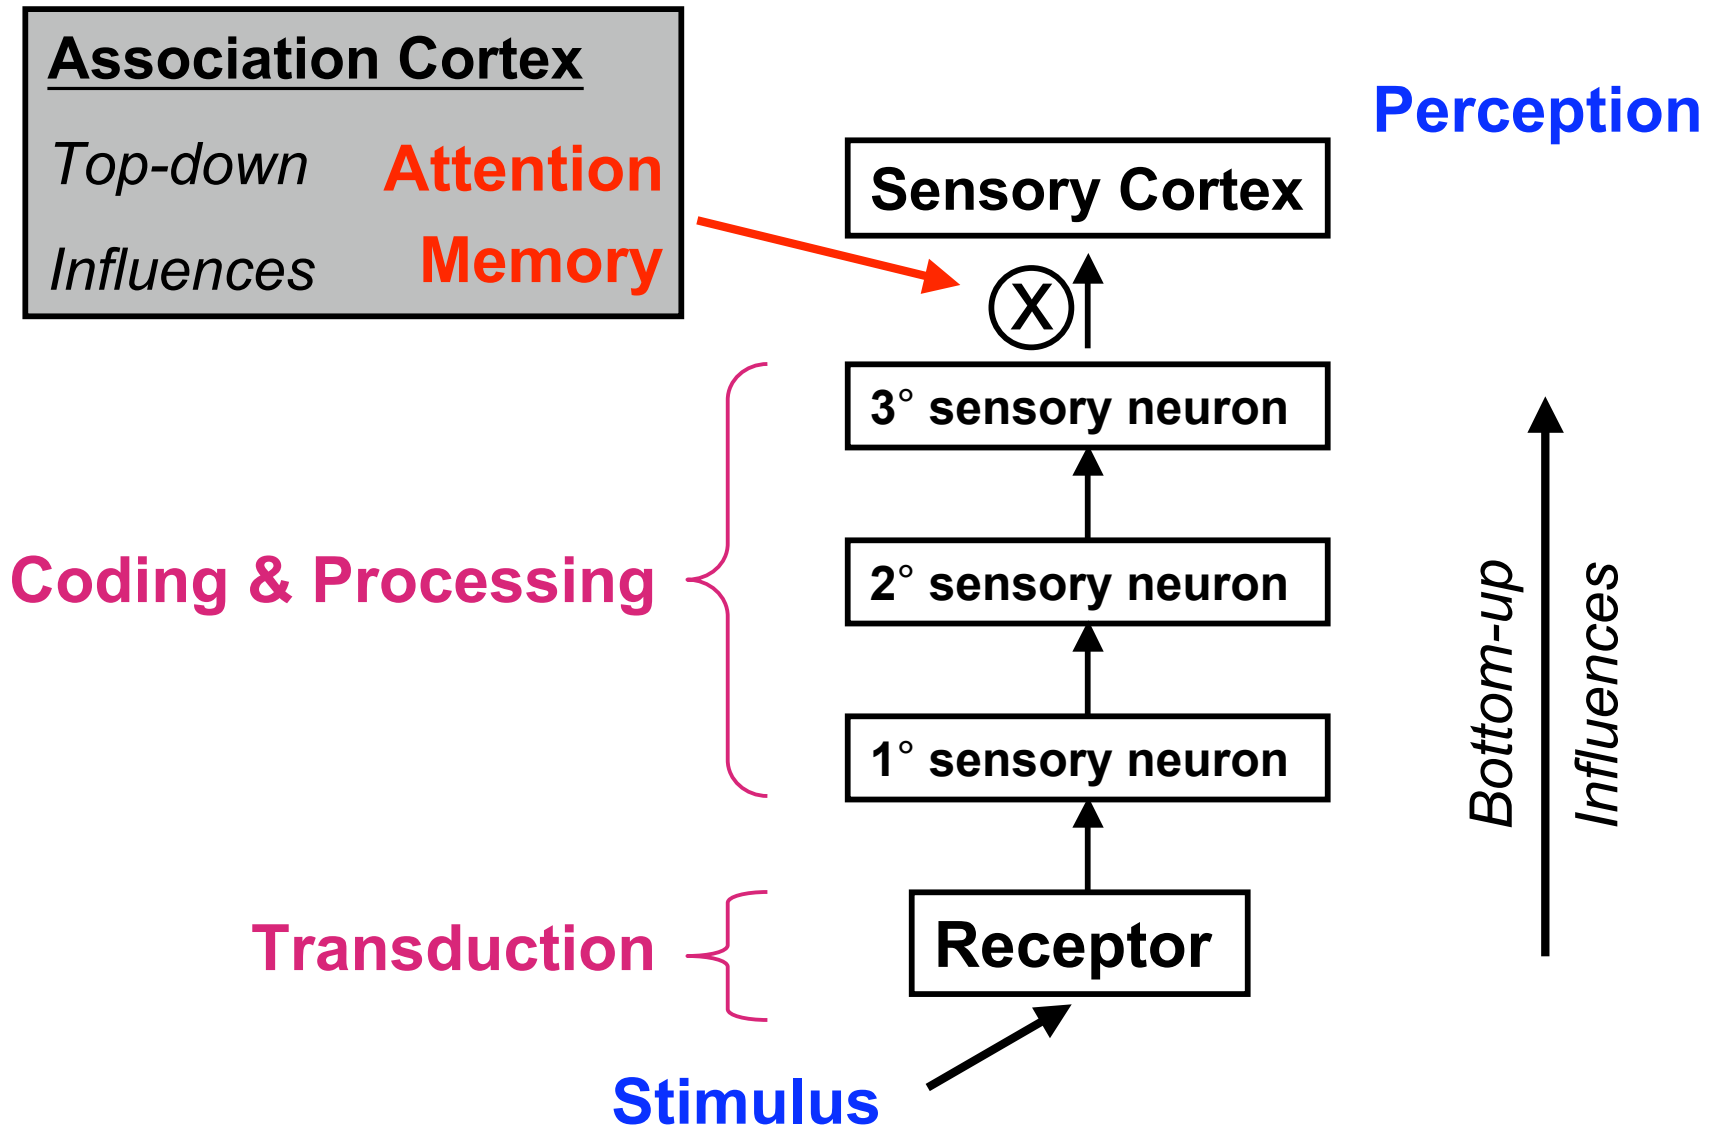 Association Cortex
Top-down Attention
Influences Memory
Perception
Sensory Cortex
X
3° sensory neuron
Coding & Processing
2° sensory neuron
1° sensory neuron
Bottom-up
Influences
Transduction
Receptor
Stimulus